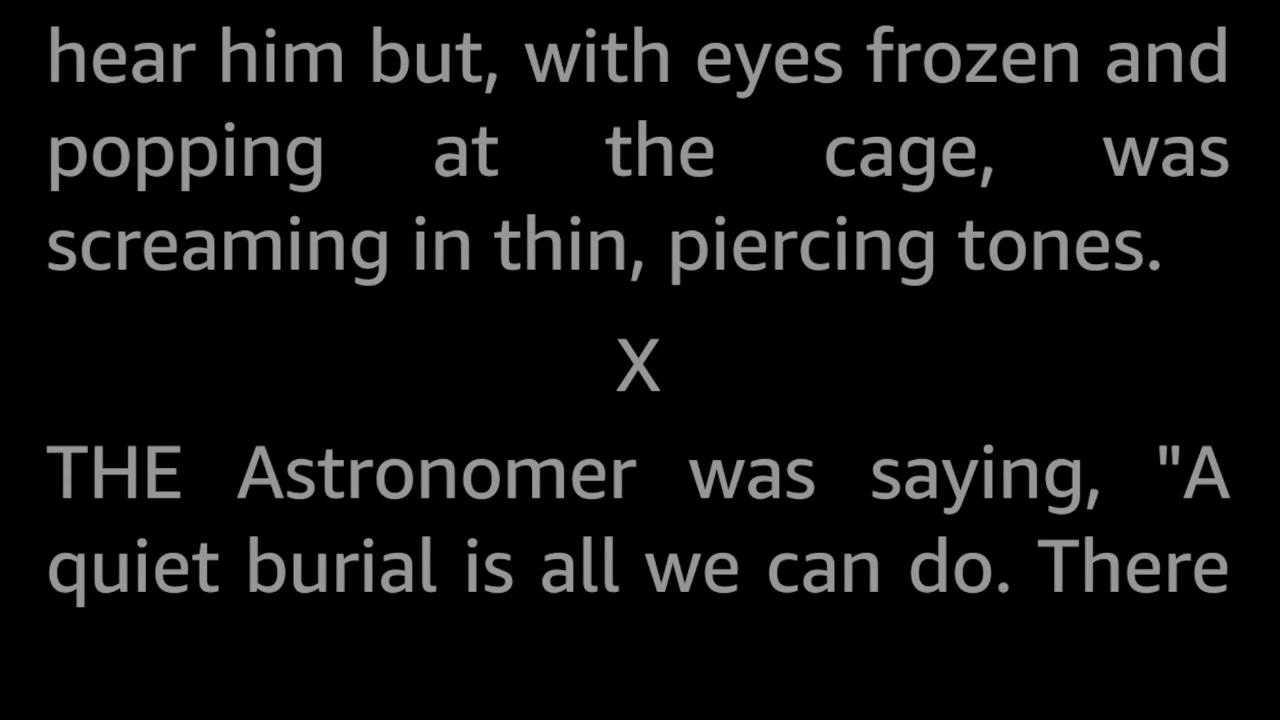 hear him but, with eyes frozen and
popping at the cage, was
screaming in thin, piercing tones.
X
THE Astronomer was saying, "A
quiet burial is all we can do. There